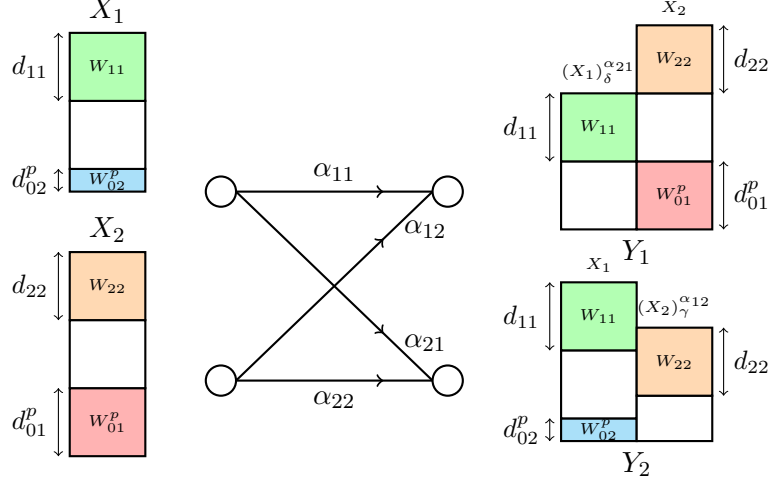 X_1
d_{11}
W_{11}
W_{02}^p
d_{02}^p
X_2
d_{22}
W_{22}
d_{01}^p
W_{01}^p
α_{11}
α_{12}
α_{21}
α_{22}
X_2
(X_1)_δ^{α_{21}}
W_{22}
d_{22}
d_{11}
W_{11}
W_{01}^p
d_{01}^p
Y_1
X_1
(X_2)_γ^{α_{12}}
d_{11}
W_{11}
W_{22}
d_{22}
d_{02}^p
W_{02}^p
Y_2